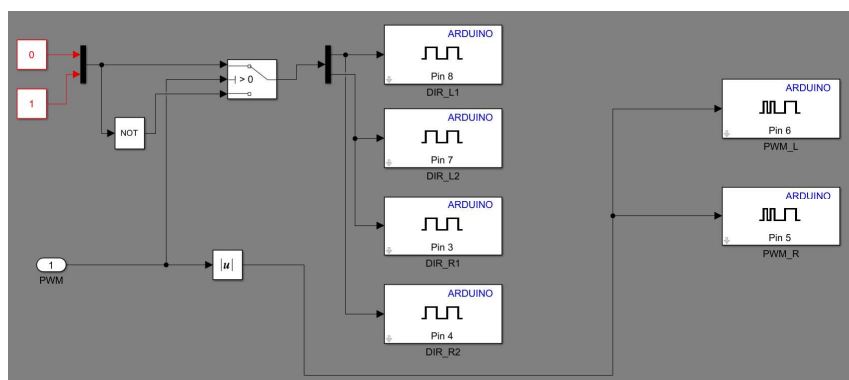 0
1
NOT
> 0
ARDUINO
Pin 8
DIR_L1
ARDUINO
Pin 7
DIR_L2
ARDUINO
Pin 3
DIR_R1
ARDUINO
Pin 4
DIR_R2
ARDUINO
Pin 6
PWM_L
ARDUINO
Pin 5
PWM_R
1
PWM
|u|